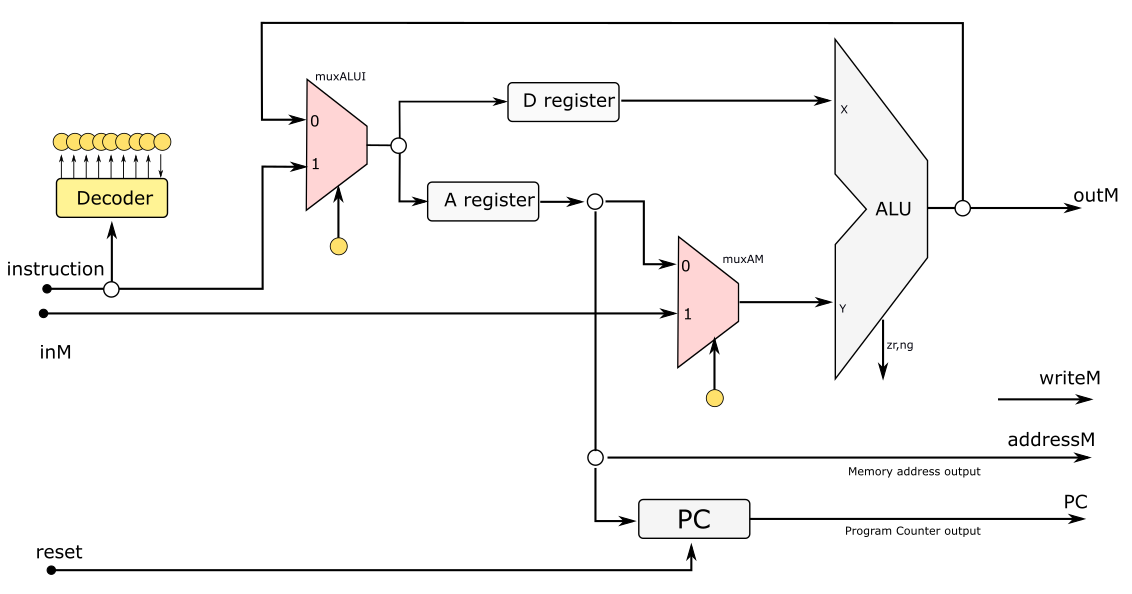 muxALUI
0
1
D register
X
Decoder
A register
ALU
outM
instruction
muxAM
0
1
Y
inM
zr,ng
writeM
addressM
Memory address output
PC
PC
Program Counter output
reset